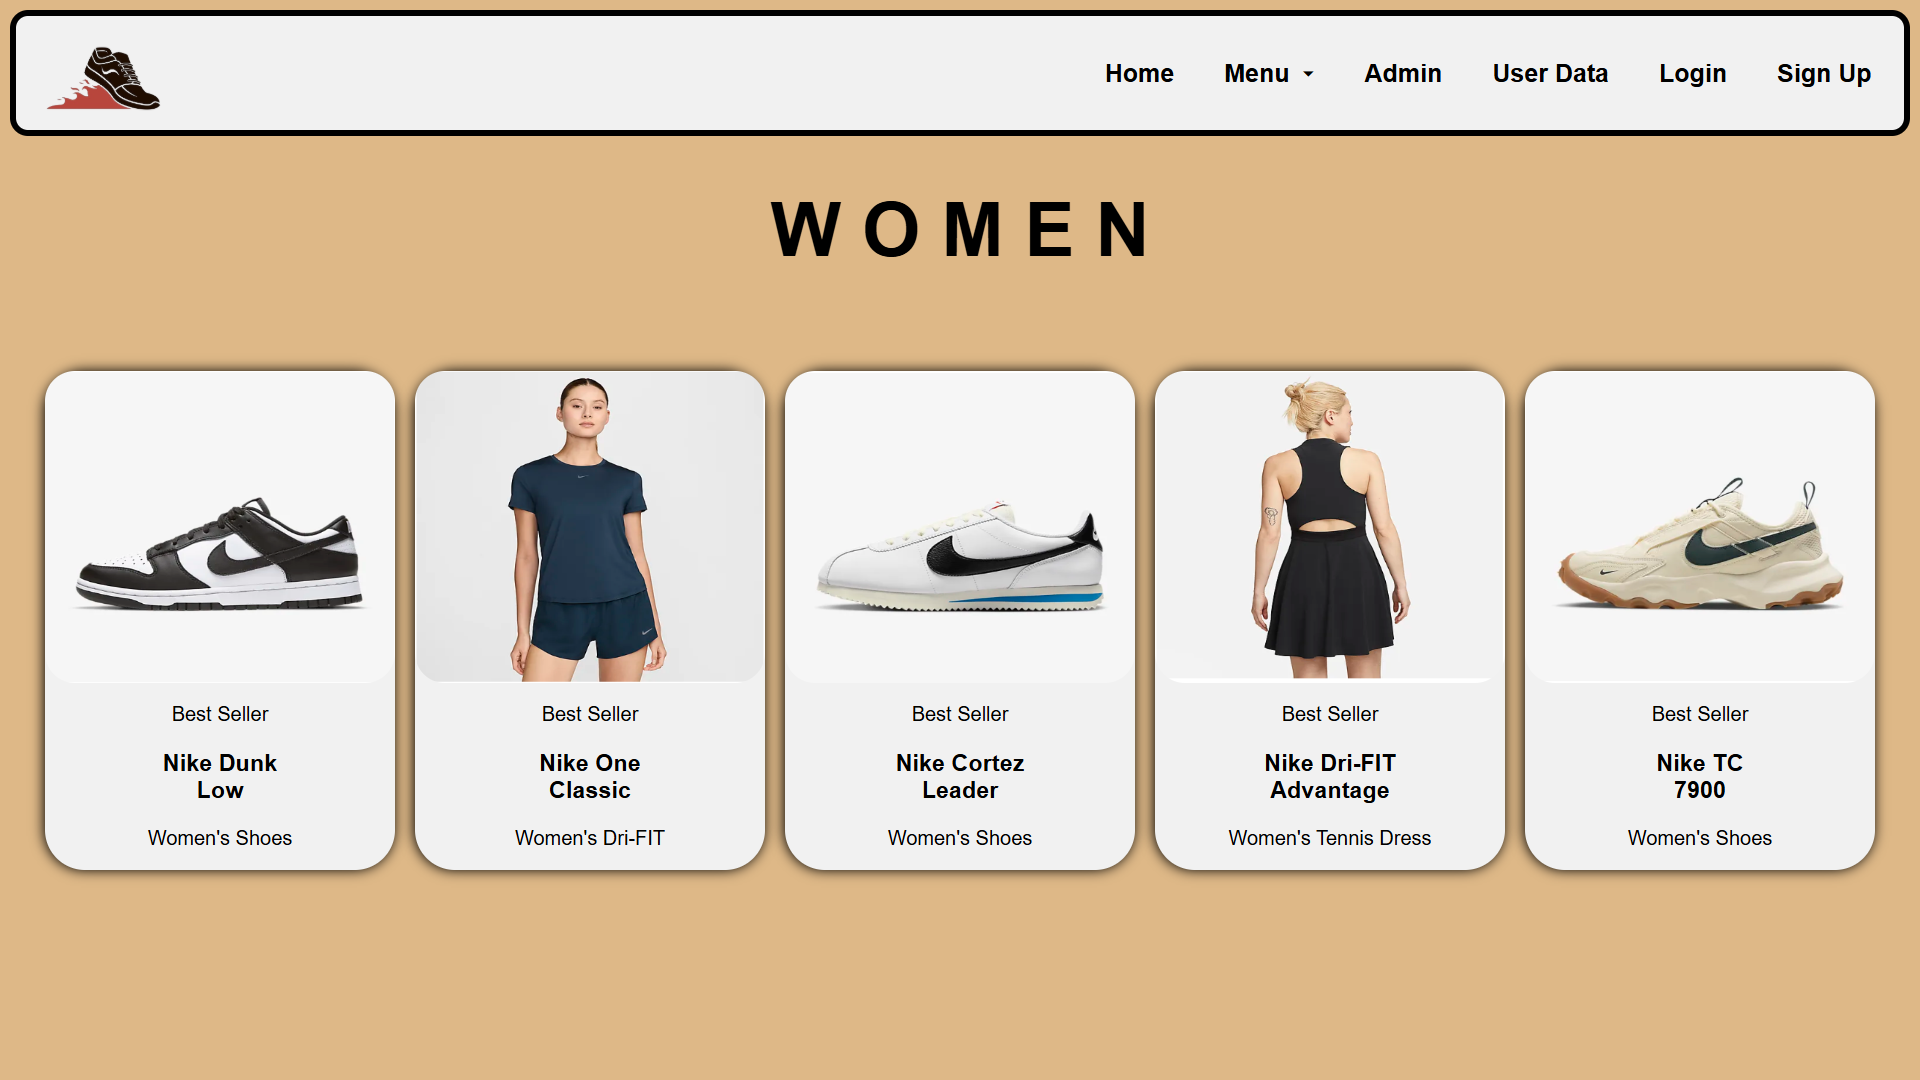 Home Menu Admin User Data Login Sign Up
WOMEN
Best Seller
Nike Dunk
Low
Women's Shoes
Best Seller
Nike One
Classic
Women's Dri-FIT
Best Seller
Nike Cortez
Leader
Women's Shoes
Best Seller
Nike Dri-FIT
Advantage
Women's Tennis Dress
Best Seller
Nike TC
7900
Women's Shoes